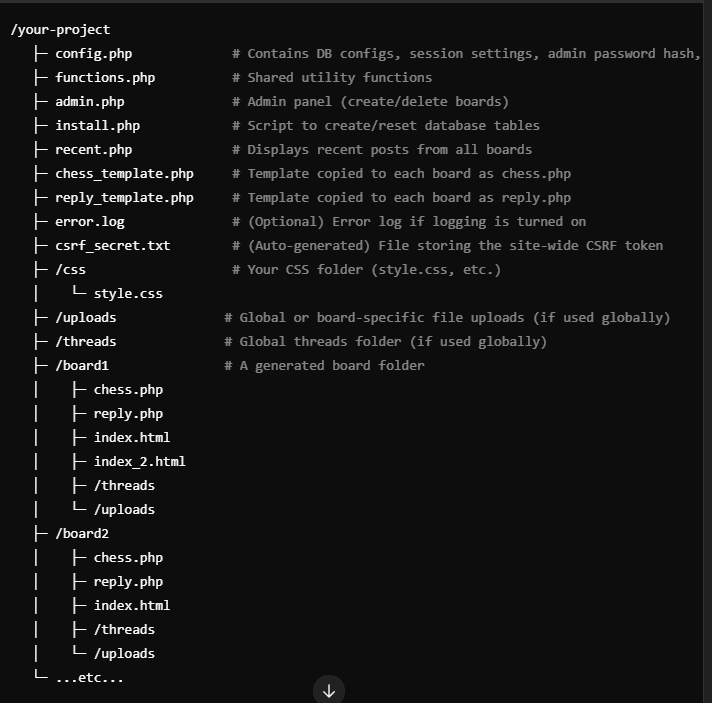 /your-project
├─ config.php # Contains DB configs, session settings, admin password hash,
├─ functions.php # Shared utility functions
├─ admin.php # Admin panel (create/delete boards)
├─ install.php # Script to create/reset database tables
├─ recent.php # Displays recent posts from all boards
├─ chess_template.php # Template copied to each board as chess.php
├─ reply_template.php # Template copied to each board as reply.php
├─ error.log # (Optional) Error log if logging is turned on
├─ csrf_secret.txt # (Auto-generated) File storing the site-wide CSRF token
├─ /css # Your CSS folder (style.css, etc.)
│ └─ style.css
├─ /uploads # Global or board-specific file uploads (if used globally)
├─ /threads # Global threads folder (if used globally)
├─ /board1 # A generated board folder
│ ├─ chess.php
│ ├─ reply.php
│ ├─ index.html
│ ├─ index_2.html
│ ├─ /threads
│ └─ /uploads
├─ /board2
│ ├─ chess.php
│ ├─ reply.php
│ ├─ index.html
│ ├─ /threads
│ └─ /uploads
└─ ...etc...